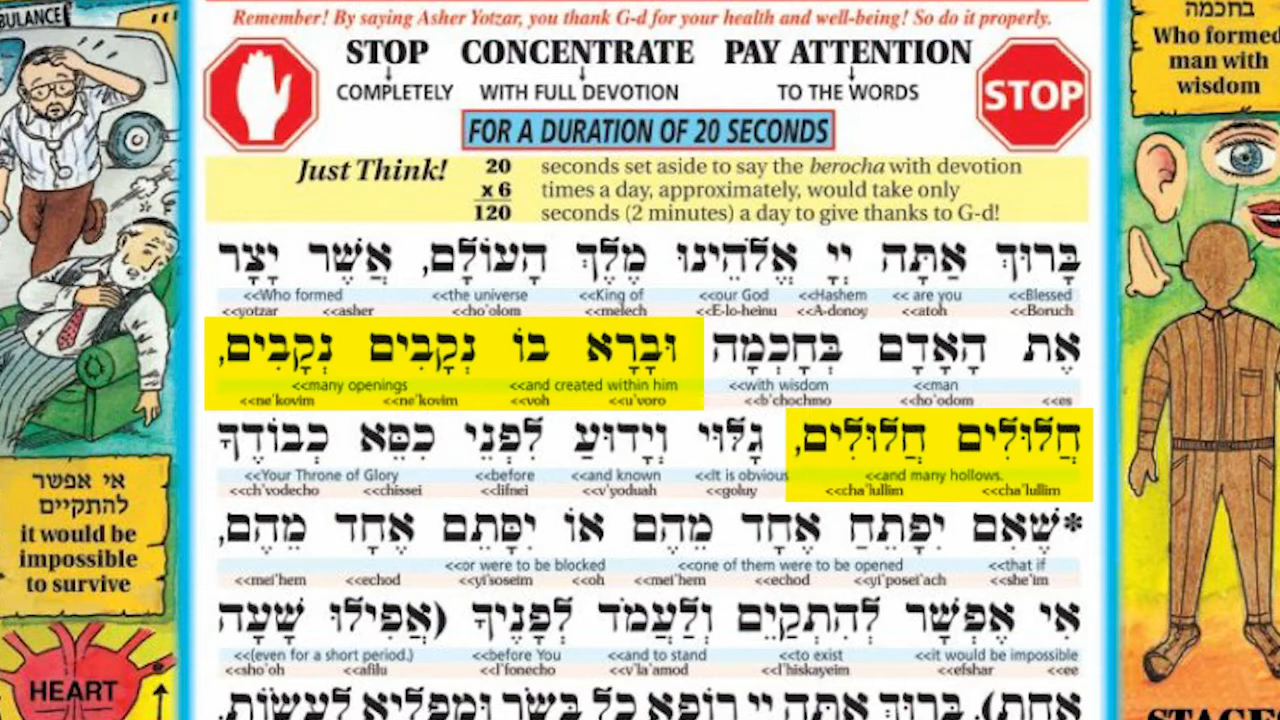 BULANCE
Remember! By saying Asher Yotzar, you thank G-d for your health and well-being! So do it properly.
STOP CONCENTRATE PAY ATTENTION
COMPLETELY WITH FULL DEVOTION TO THE WORDS
STOP
FOR A DURATION OF 20 SECONDS
Just Think! 20 seconds set aside to say the berocha with devotion
x 6 times a day, approximately, would take only
120 seconds (2 minutes) a day to give thanks to G-d!
בָּרוּךְ אַתָּה יְיָ אֱלֹהֵינוּ מֶלֶךְ הָעוֹלָם, אֲשֶׁר יָצַר
<<Who formed <<the universe <<King of <<our God <<Hashem << are you <<Blessed
<<yotzar <<asher <<ho'olom <<melech <<E-lo-heinu <<A-donoy <<atoh <<Boruch
אֶת הָאָדָם בְּחָכְמָה וּבָרָא בוֹ נְקָבִים נְקָבִים,
<<many openings <<and created within him <<with wisdom <<man
<<ne'kovim <<ne'kovim <<voh <<u'voro <<b'chochmo <<ho'odom <<es
חֲלוּלִים חֲלוּלִים, גָּלוּי וְיָדוּעַ לִפְנֵי כִסֵּא כְבוֹדֶךָ
<<Your Throne of Glory <<before <<and known <<It is obvious <<and many hollows.
<<ch'vodecho <<chissei <<lifnei <<v'yoduah <<goluy <<cha'lullim <<cha'lullim
*שֶׁאִם יִפָּתֵחַ אֶחָד מֵהֶם אוֹ יִסָּתֵם אֶחָד מֵהֶם,
<<or were to be blocked <<one of them were to be opened <<that if
<<mei'hem <<echod <<yi'soseim <<oh <<mei'hem <<echod <<yi'posei'ach <<she'im
אִי אֶפְשָׁר לְהִתְקַיֵּם וְלַעֲמֹד לְפָנֶיךָ (אֲפִילוּ שָׁעָה
<<(even for a short period.) <<before You <<and to stand <<to exist <<it would be impossible
<<sho'oh <<afilu <<l'fonecho <<v'la'amod <<l'hiskayeim <<efshar <<ee
אֶחָת). בָּרוּךְ אַתָּה יְיָ רוֹפֵא כָל בָּשָׂר וּמַפְלִיא לַעֲשׂוֹת.
אי אפשר
להתקיים
it would be
impossible
to survive
HEART
בחכמה
Who formed
man with
wisdom